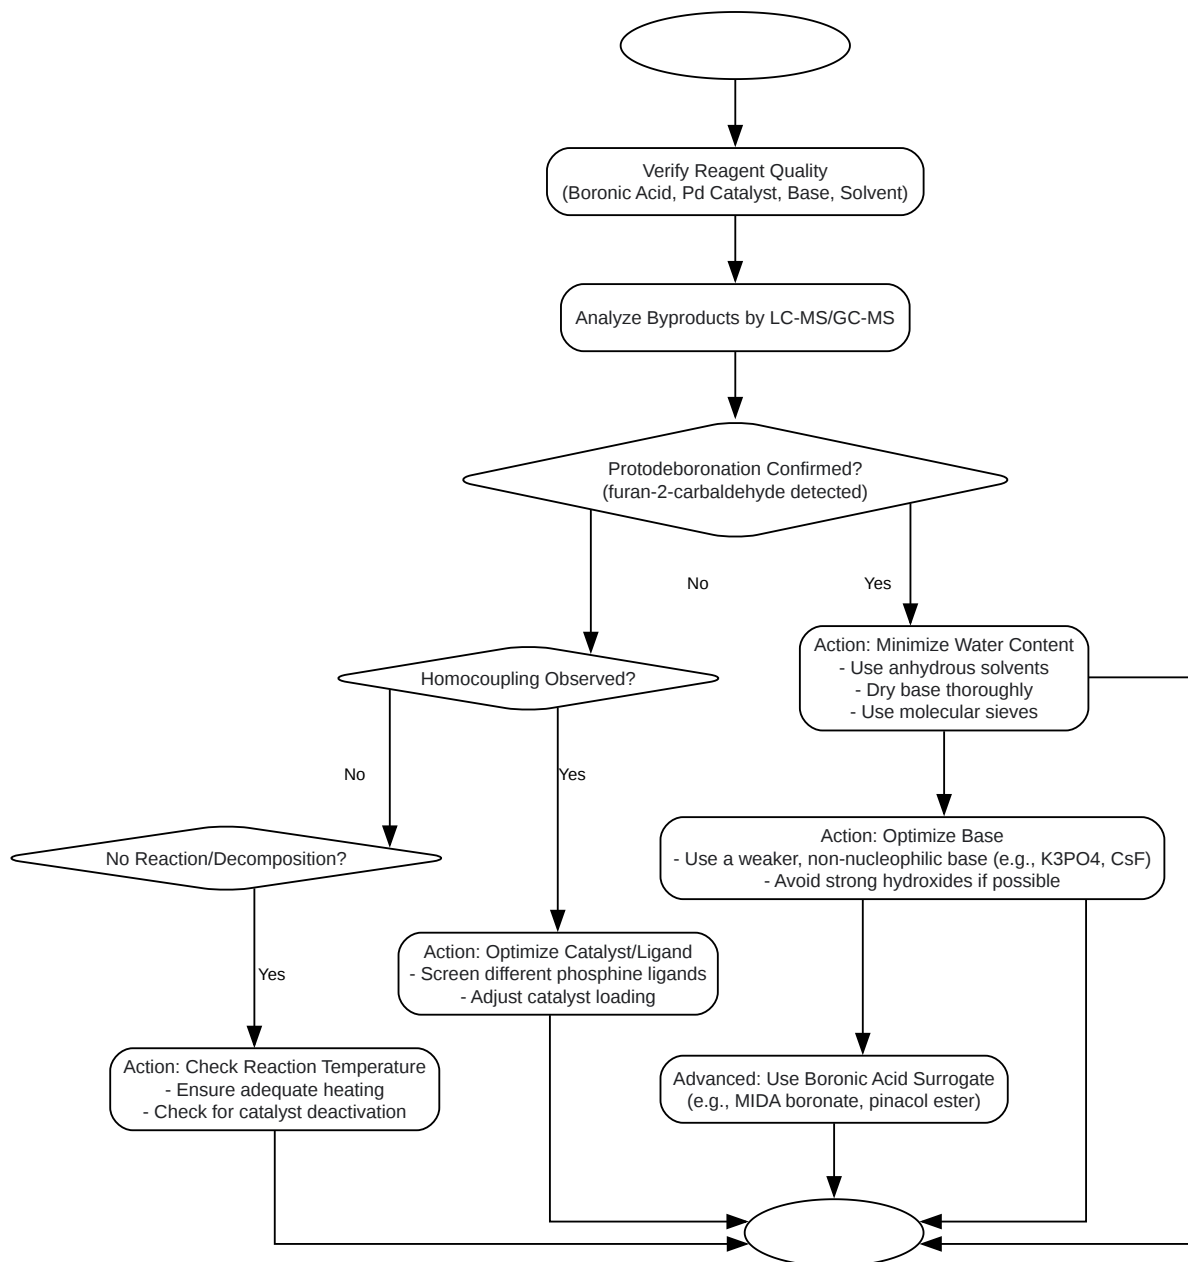 Verify Reagent Quality
(Boronic Acid, Pd Catalyst, Base, Solvent)
Analyze Byproducts by LC-MS/GC-MS
Protodeboronation Confirmed?
(furan-2-carbaldehyde detected)
No
Yes
Action: Minimize Water Content
- Use anhydrous solvents
- Dry base thoroughly
- Use molecular sieves
Homocoupling Observed?
No
Yes
Action: Optimize Base
- Use a weaker, non-nucleophilic base (e.g., K3PO4, CsF)
- Avoid strong hydroxides if possible
No Reaction/Decomposition?
Yes
Action: Optimize Catalyst/Ligand
- Screen different phosphine ligands
- Adjust catalyst loading
Action: Check Reaction Temperature
- Ensure adequate heating
- Check for catalyst deactivation
Advanced: Use Boronic Acid Surrogate
(e.g., MIDA boronate, pinacol ester)